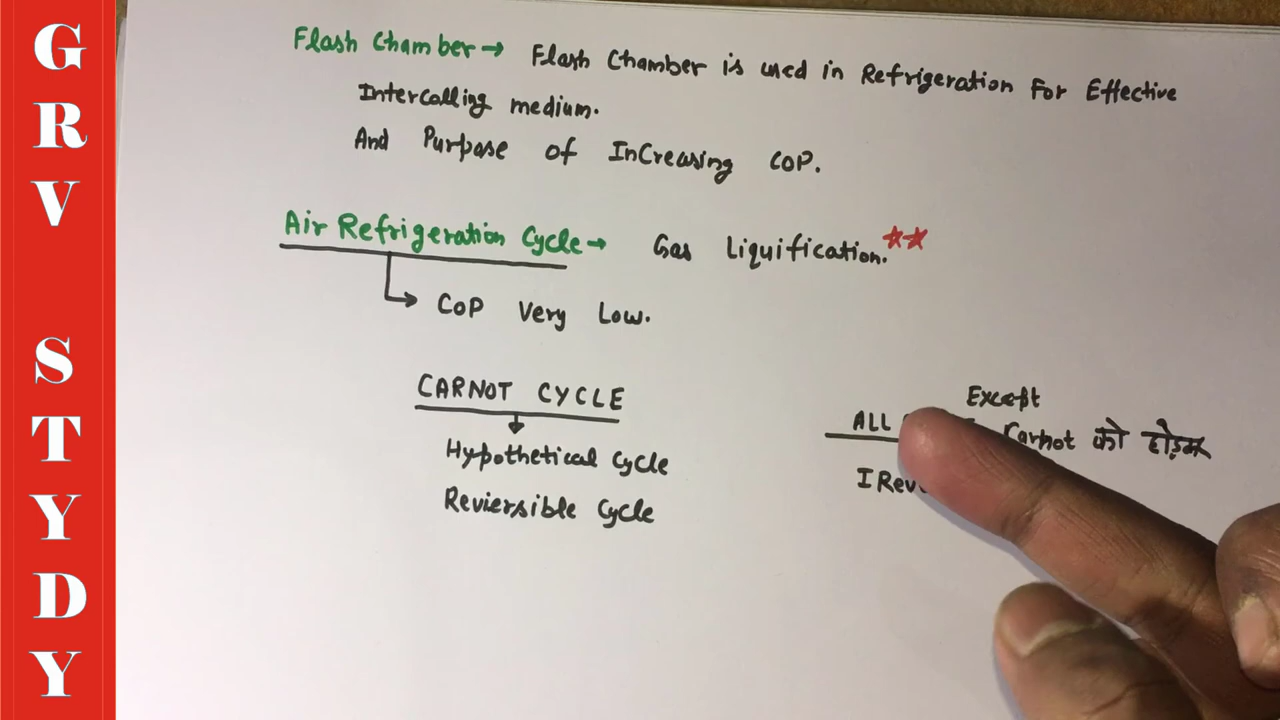 GRV STYDY
Flash Chamber → Flash Chamber is used in Refrigeration For Effective
Intercolling medium.
And Purpose of InCreasing COP.
Air Refrigeration Cycle → Gas Liquification.**
CoP Very Low.
CARNOT CYCLE
Hypothetical Cycle
Reviersible Cycle
Except
ALL
Carnot को
IRev